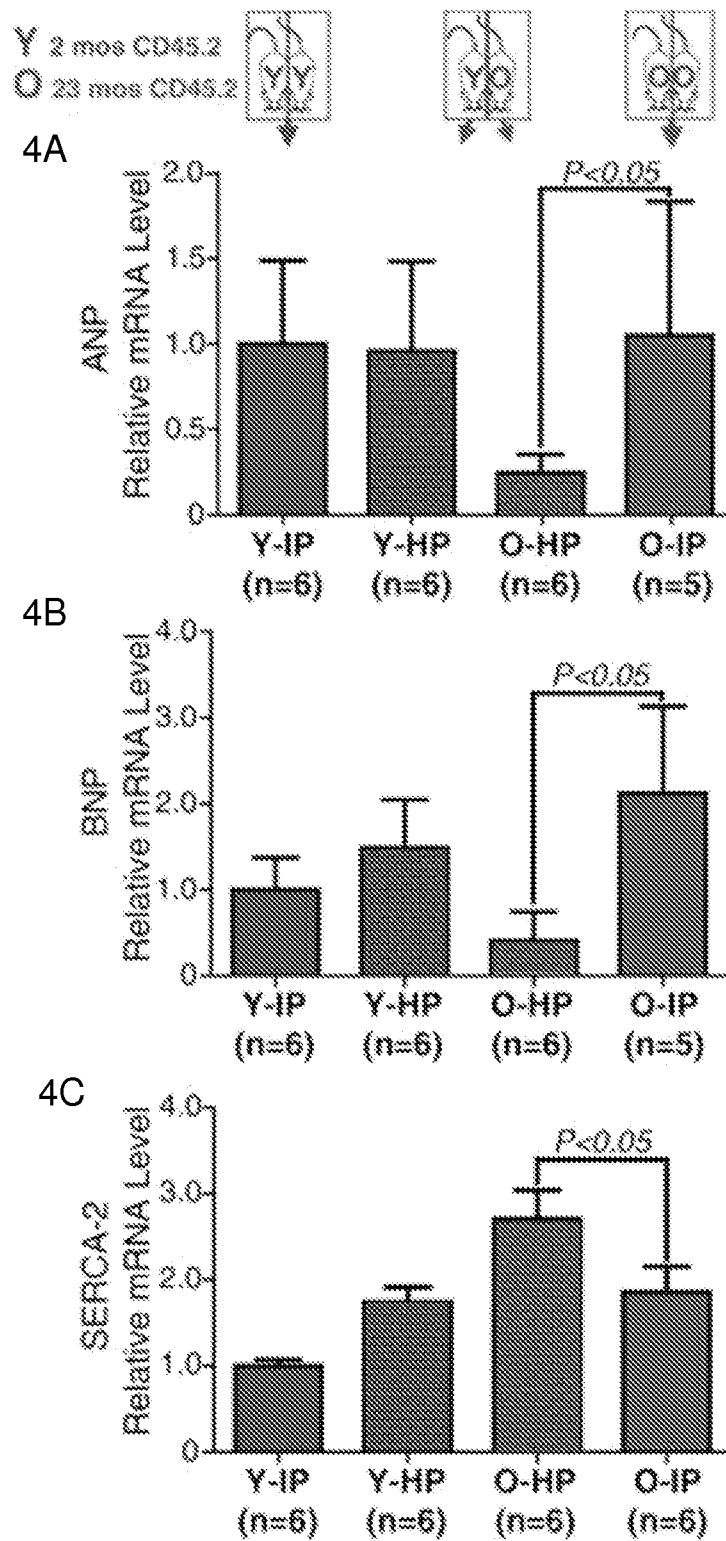 Y 2 mos CD45.2
O 23 mos CD45.2
Y Y
Y O
O O
4A
ANP
Relative mRNA Level
2.0
1.5
1.0
0.5
0
P<0.05
Y-IP Y-HP O-HP O-IP
(n=6) (n=6) (n=6) (n=5)
4B
BNP
Relative mRNA Level
4.0
3.0
2.0
1.0
0
P<0.05
Y-IP Y-HP O-HP O-IP
(n=6) (n=6) (n=6) (n=5)
4C
SERCA-2
Relative mRNA Level
4.0
3.0
2.0
1.0
0
P<0.05
Y-IP Y-HP O-HP O-IP
(n=6) (n=6) (n=6) (n=6)